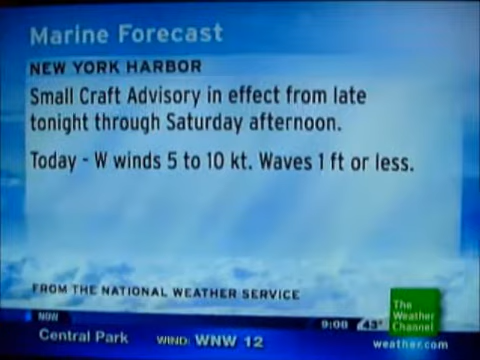 Marine Forecast
NEW YORK HARBOR
Small Craft Advisory in effect from late
tonight through Saturday afternoon.
Today - W winds 5 to 10 kt. Waves 1 ft or less.
FROM THE NATIONAL WEATHER SERVICE
The
Weather
Channel
NOW
9:00 43°
Central Park WIND: WNW 12
weather.com